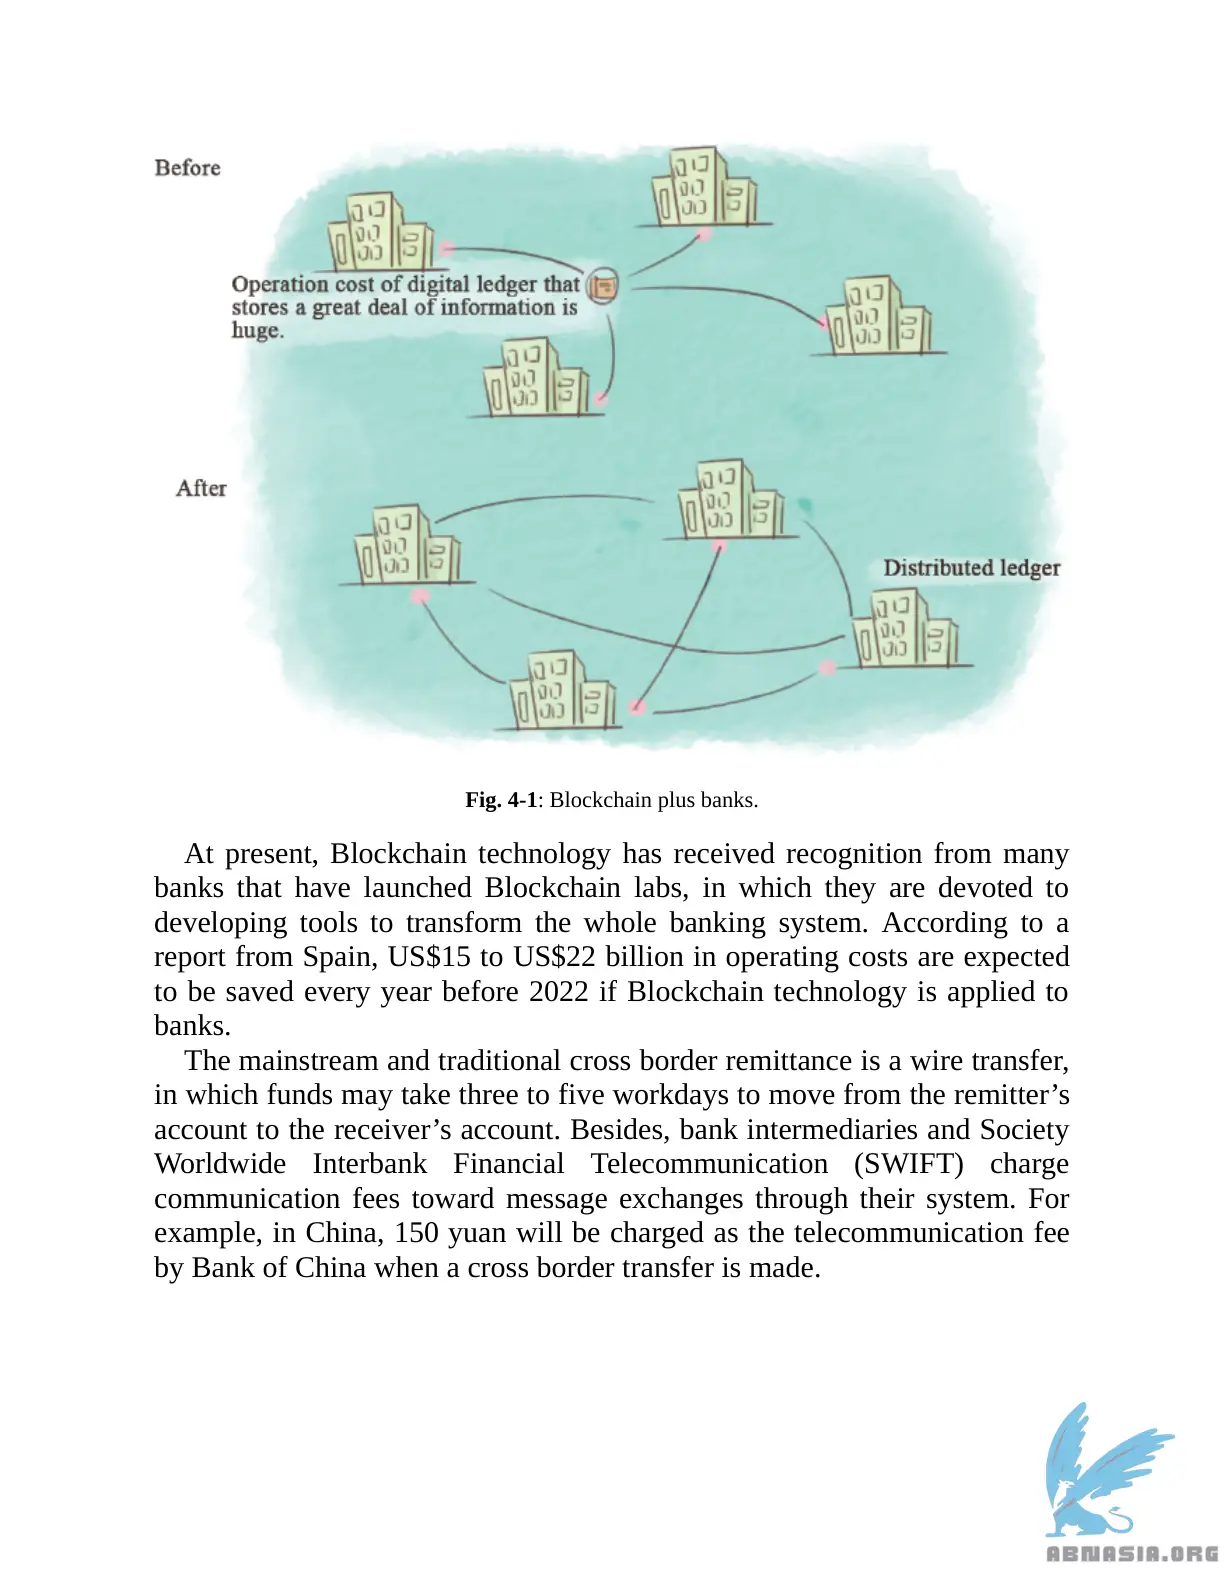 Before
Operation cost of digital ledger that
stores a great deal of information is
huge.
After
Distributed ledger
Fig. 4-1: Blockchain plus banks.
At present, Blockchain technology has received recognition from many
banks that have launched Blockchain labs, in which they are devoted to
developing tools to transform the whole banking system. According to a
report from Spain, US$15 to US$22 billion in operating costs are expected
to be saved every year before 2022 if Blockchain technology is applied to
banks.
The mainstream and traditional cross border remittance is a wire transfer,
in which funds may take three to five workdays to move from the remitter’s
account to the receiver’s account. Besides, bank intermediaries and Society
Worldwide Interbank Financial Telecommunication (SWIFT) charge
communication fees toward message exchanges through their system. For
example, in China, 150 yuan will be charged as the telecommunication fee
by Bank of China when a cross border transfer is made.
ABNASIA.ORG